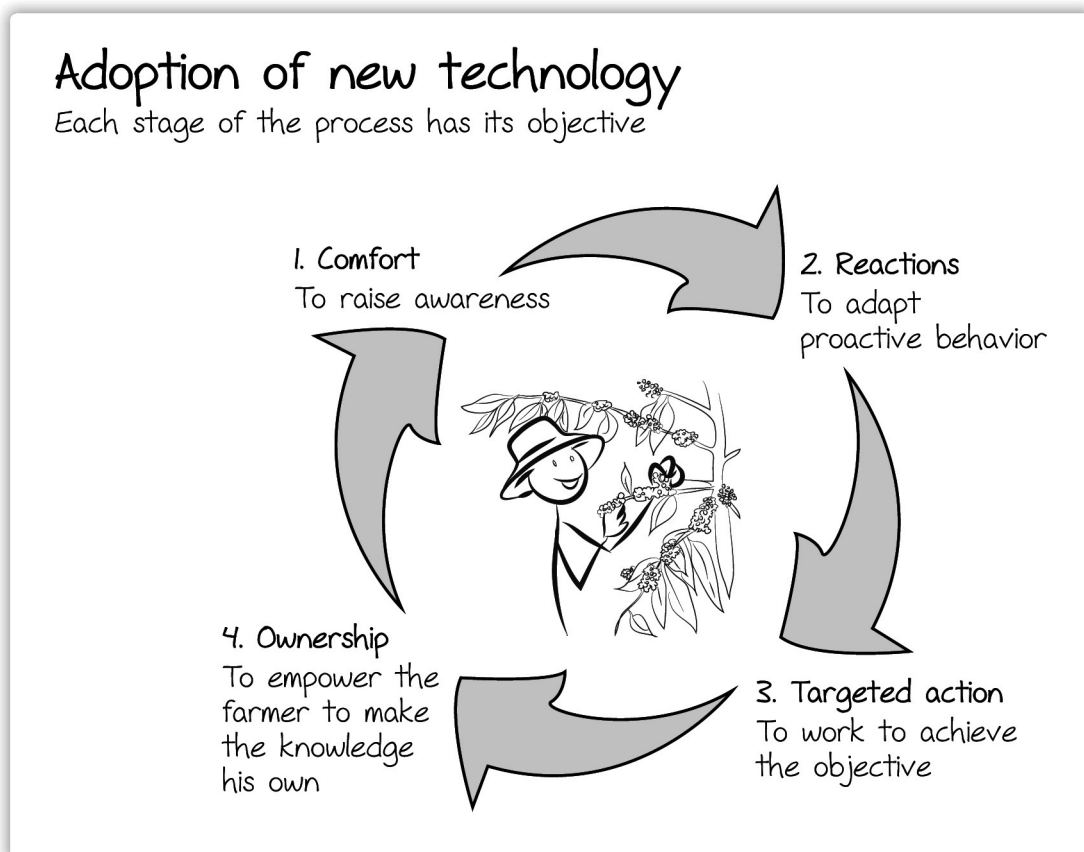 Adoption of new technology
Each stage of the process has its objective
1. Comfort
To raise awareness
2. Reactions
To adapt
proactive behavior
3. Targeted action
To work to achieve
the objective
4. Ownership
To empower the
farmer to make
the knowledge
his own